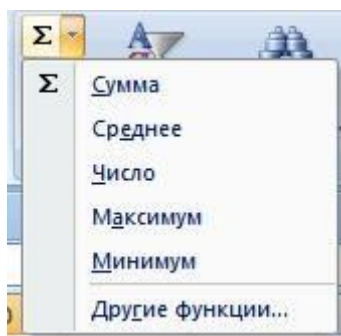 Σ
Σ Сумма
Среднее
Число
Максимум
Минимум
Другие функции...